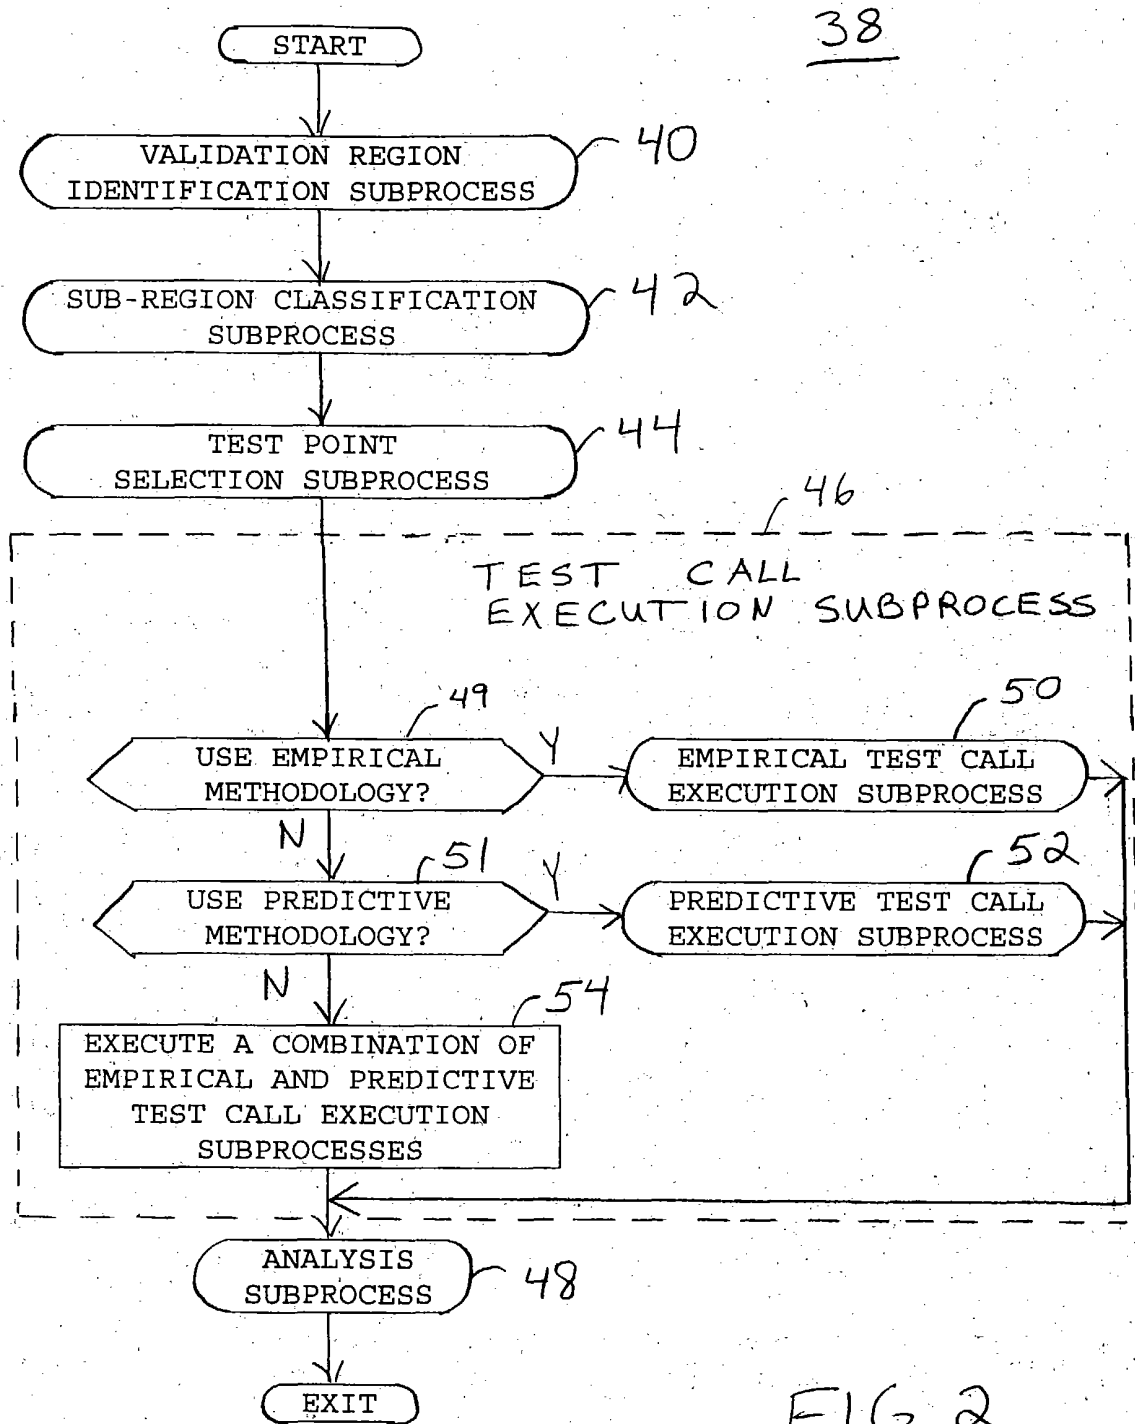 38
START
40
VALIDATION REGION
IDENTIFICATION SUBPROCESS
42
SUB-REGION CLASSIFICATION
SUBPROCESS
44
TEST POINT
SELECTION SUBPROCESS
46
TEST CALL
EXECUTION SUBPROCESS
49
50
USE EMPIRICAL
METHODOLOGY?
Y
EMPIRICAL TEST CALL
EXECUTION SUBPROCESS
N
51
52
USE PREDICTIVE
METHODOLOGY?
Y
PREDICTIVE TEST CALL
EXECUTION SUBPROCESS
N
54
EXECUTE A COMBINATION OF
EMPIRICAL AND PREDICTIVE
TEST CALL EXECUTION
SUBPROCESSES
ANALYSIS
SUBPROCESS
48
EXIT
FIG. 2